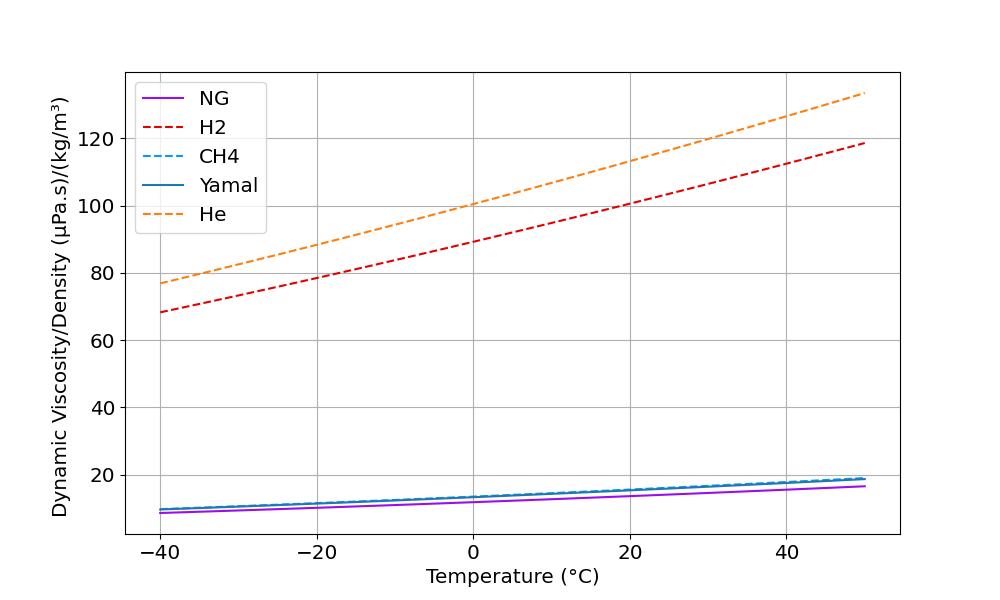 NG
H2
CH4
Yamal
He
Dynamic Viscosity/Density (µPa.s)/(kg/m³)
120
100
80
60
40
20
−40
−20
0
20
40
Temperature (°C)